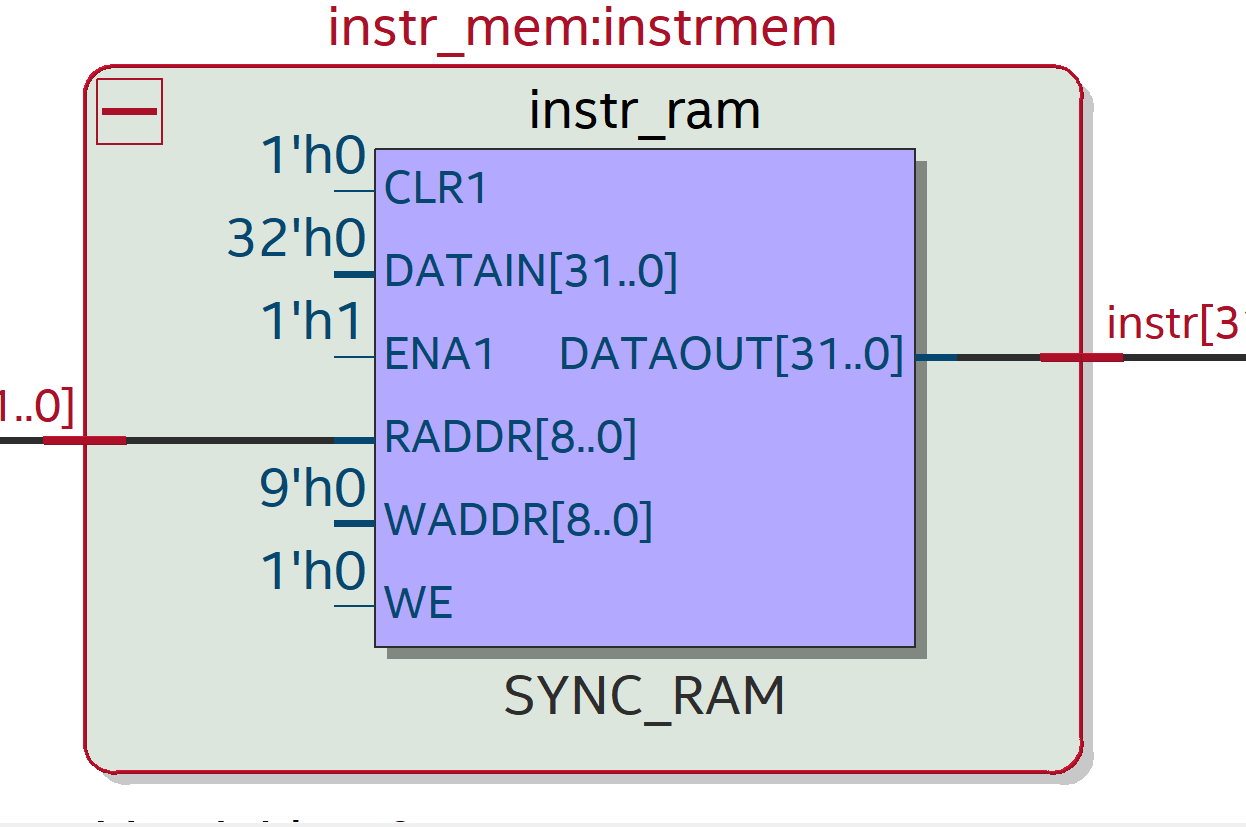 instr_mem:instrmem
instr_ram
1'h0
CLR1
32'h0
DATAIN[31..0]
1'h1
ENA1 DATAOUT[31..0]
instr[31
1..0]
RADDR[8..0]
9'h0
WADDR[8..0]
1'h0
WE
SYNC_RAM